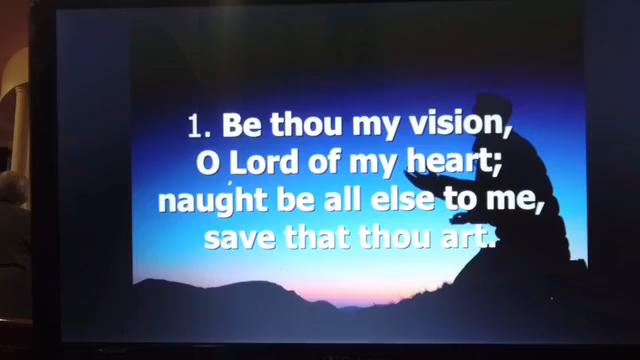 1. Be thou my vision,
O Lord of my heart;
naught be all else to me,
save that thou art.